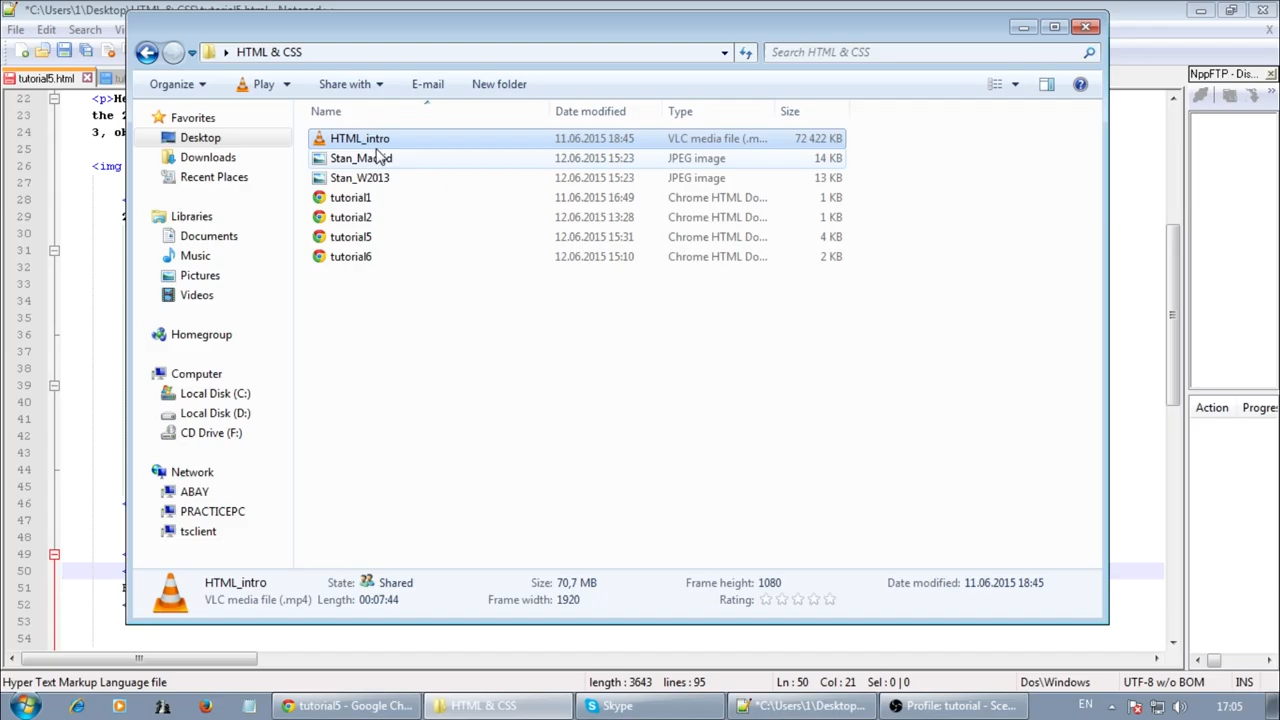 *C:\Users\1\Desktop\HTML & CSS\tutorial5.html - Notepad++
File Edit Search Vi
tutorial5.html
tu
22 <p>He
23 the 2
24 3, ob
25
26 <img
27
28
29 2
30
31
32
33
34
35
36
37
38
39
40
41
42
43
44
45
46
47
48
49
50
51
52
53
54
HTML & CSS
Search HTML & CSS
Organize Play Share with E-mail New folder
Favorites
Desktop
Downloads
Recent Places
Libraries
Documents
Music
Pictures
Videos
Homegroup
Computer
Local Disk (C:)
Local Disk (D:)
CD Drive (F:)
Network
ABAY
PRACTICEPC
tsclient
Name Date modified Type Size
HTML_intro 11.06.2015 18:45 VLC media file (.m... 72 422 KB
Stan_Madrid 12.06.2015 15:23 JPEG image 14 KB
Stan_W2013 12.06.2015 15:23 JPEG image 13 KB
tutorial1 11.06.2015 16:49 Chrome HTML Do... 1 KB
tutorial2 12.06.2015 13:28 Chrome HTML Do... 1 KB
tutorial5 12.06.2015 15:31 Chrome HTML Do... 4 KB
tutorial6 12.06.2015 15:10 Chrome HTML Do... 2 KB
HTML_intro State: Shared Size: 70,7 MB Frame height: 1080 Date modified: 11.06.2015 18:45
VLC media file (.mp4) Length: 00:07:44 Frame width: 1920 Rating:
NppFTP - Dis...
Action Progre
Hyper Text Markup Language file length : 3643 lines : 95 Ln : 50 Col : 21 Sel : 0 | 0 Dos\Windows UTF-8 w/o BOM INS
tutorial5 - Google Ch... HTML & CSS Skype *C:\Users\1\Desktop... Profile: tutorial - Sce... EN 17:05